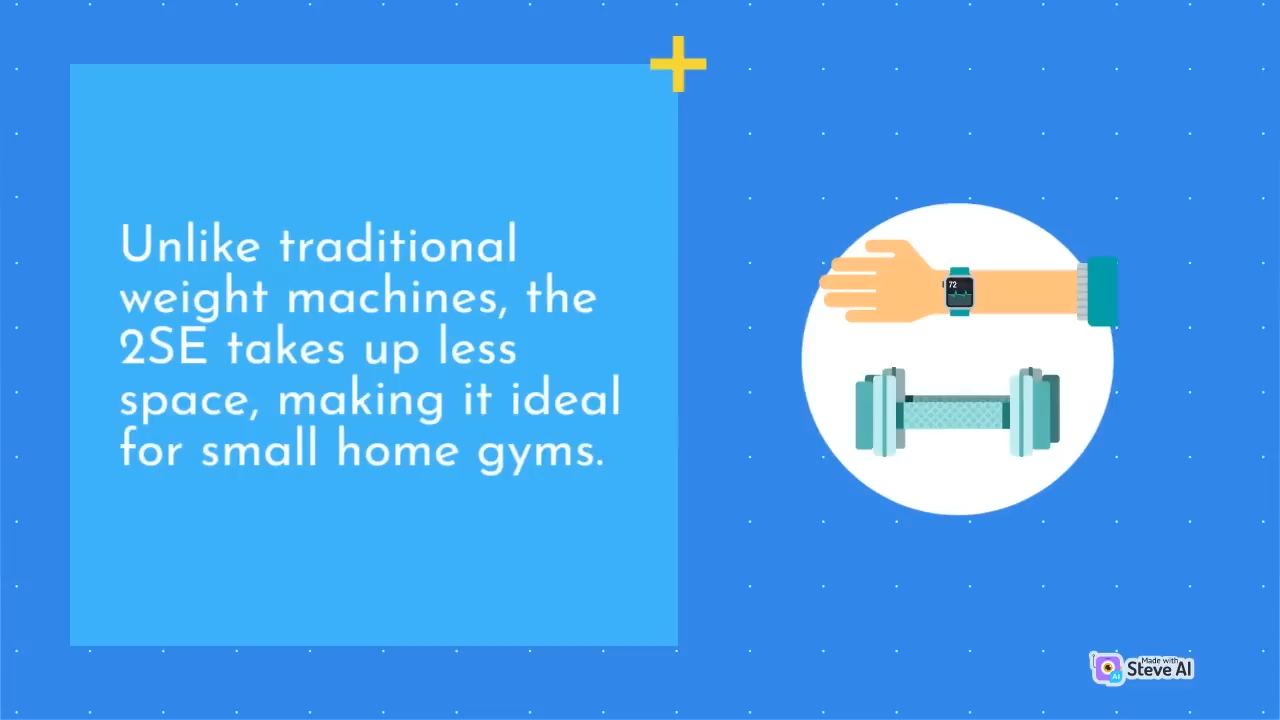 Unlike traditional
weight machines, the
2SE takes up less
space, making it ideal
for small home gyms.
72
Made with
Steve AI
AI